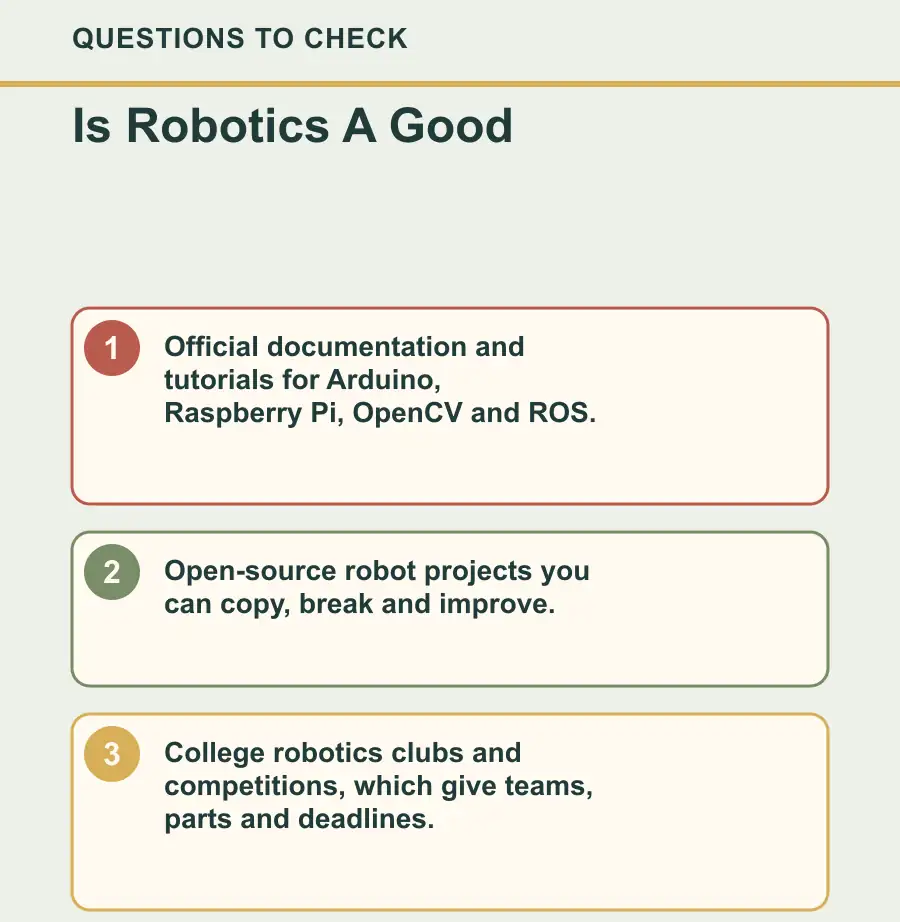 QUESTIONS TO CHECK
Is Robotics A Good
1
Official documentation and
tutorials for Arduino,
Raspberry Pi, OpenCV and ROS.
2
Open-source robot projects you
can copy, break and improve.
3
College robotics clubs and
competitions, which give teams,
parts and deadlines.